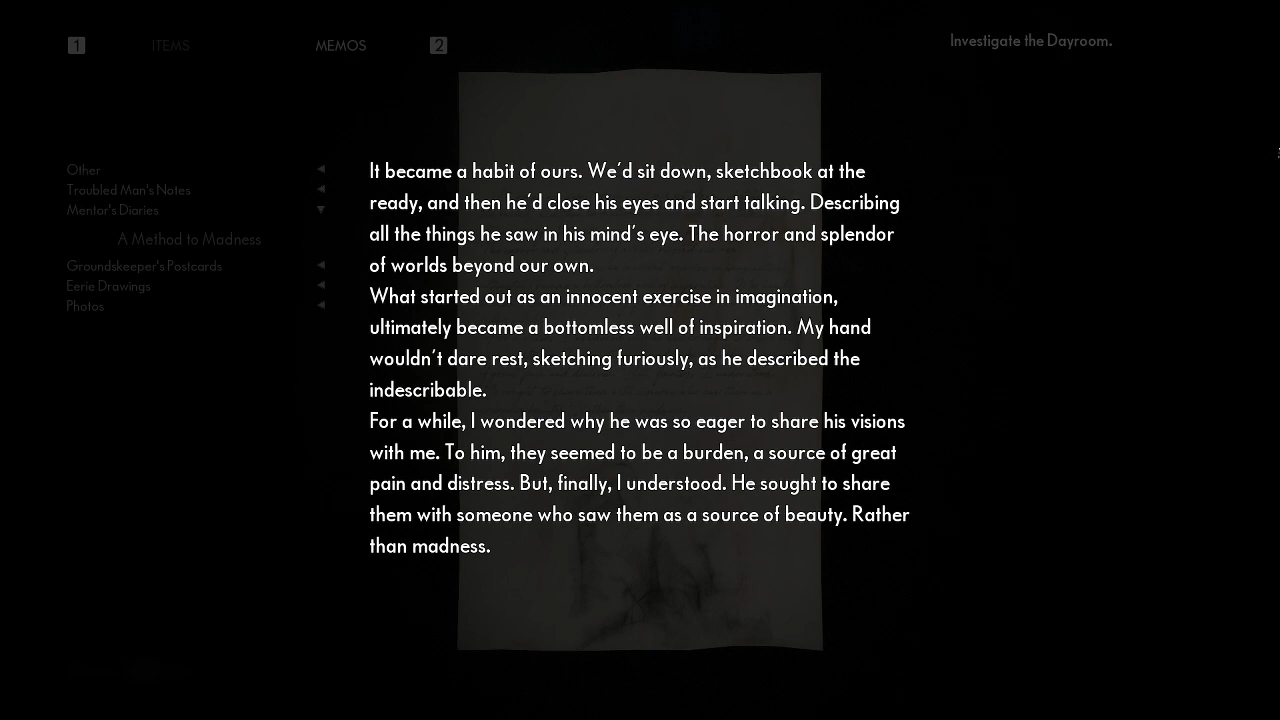 1 ITEMS MEMOS 2
Investigate the Dayroom.
Other
Troubled Man's Notes
Mentor's Diaries
A Method to Madness
Groundskeeper's Postcards
Eerie Drawings
Photos
It became a habit of ours. We'd sit down, sketchbook at the
ready, and then he'd close his eyes and start talking. Describing
all the things he saw in his mind's eye. The horror and splendor
of worlds beyond our own.
What started out as an innocent exercise in imagination,
ultimately became a bottomless well of inspiration. My hand
wouldn't dare rest, sketching furiously, as he described the
indescribable.
For a while, I wondered why he was so eager to share his visions
with me. To him, they seemed to be a burden, a source of great
pain and distress. But, finally, I understood. He sought to share
them with someone who saw them as a source of beauty. Rather
than madness.